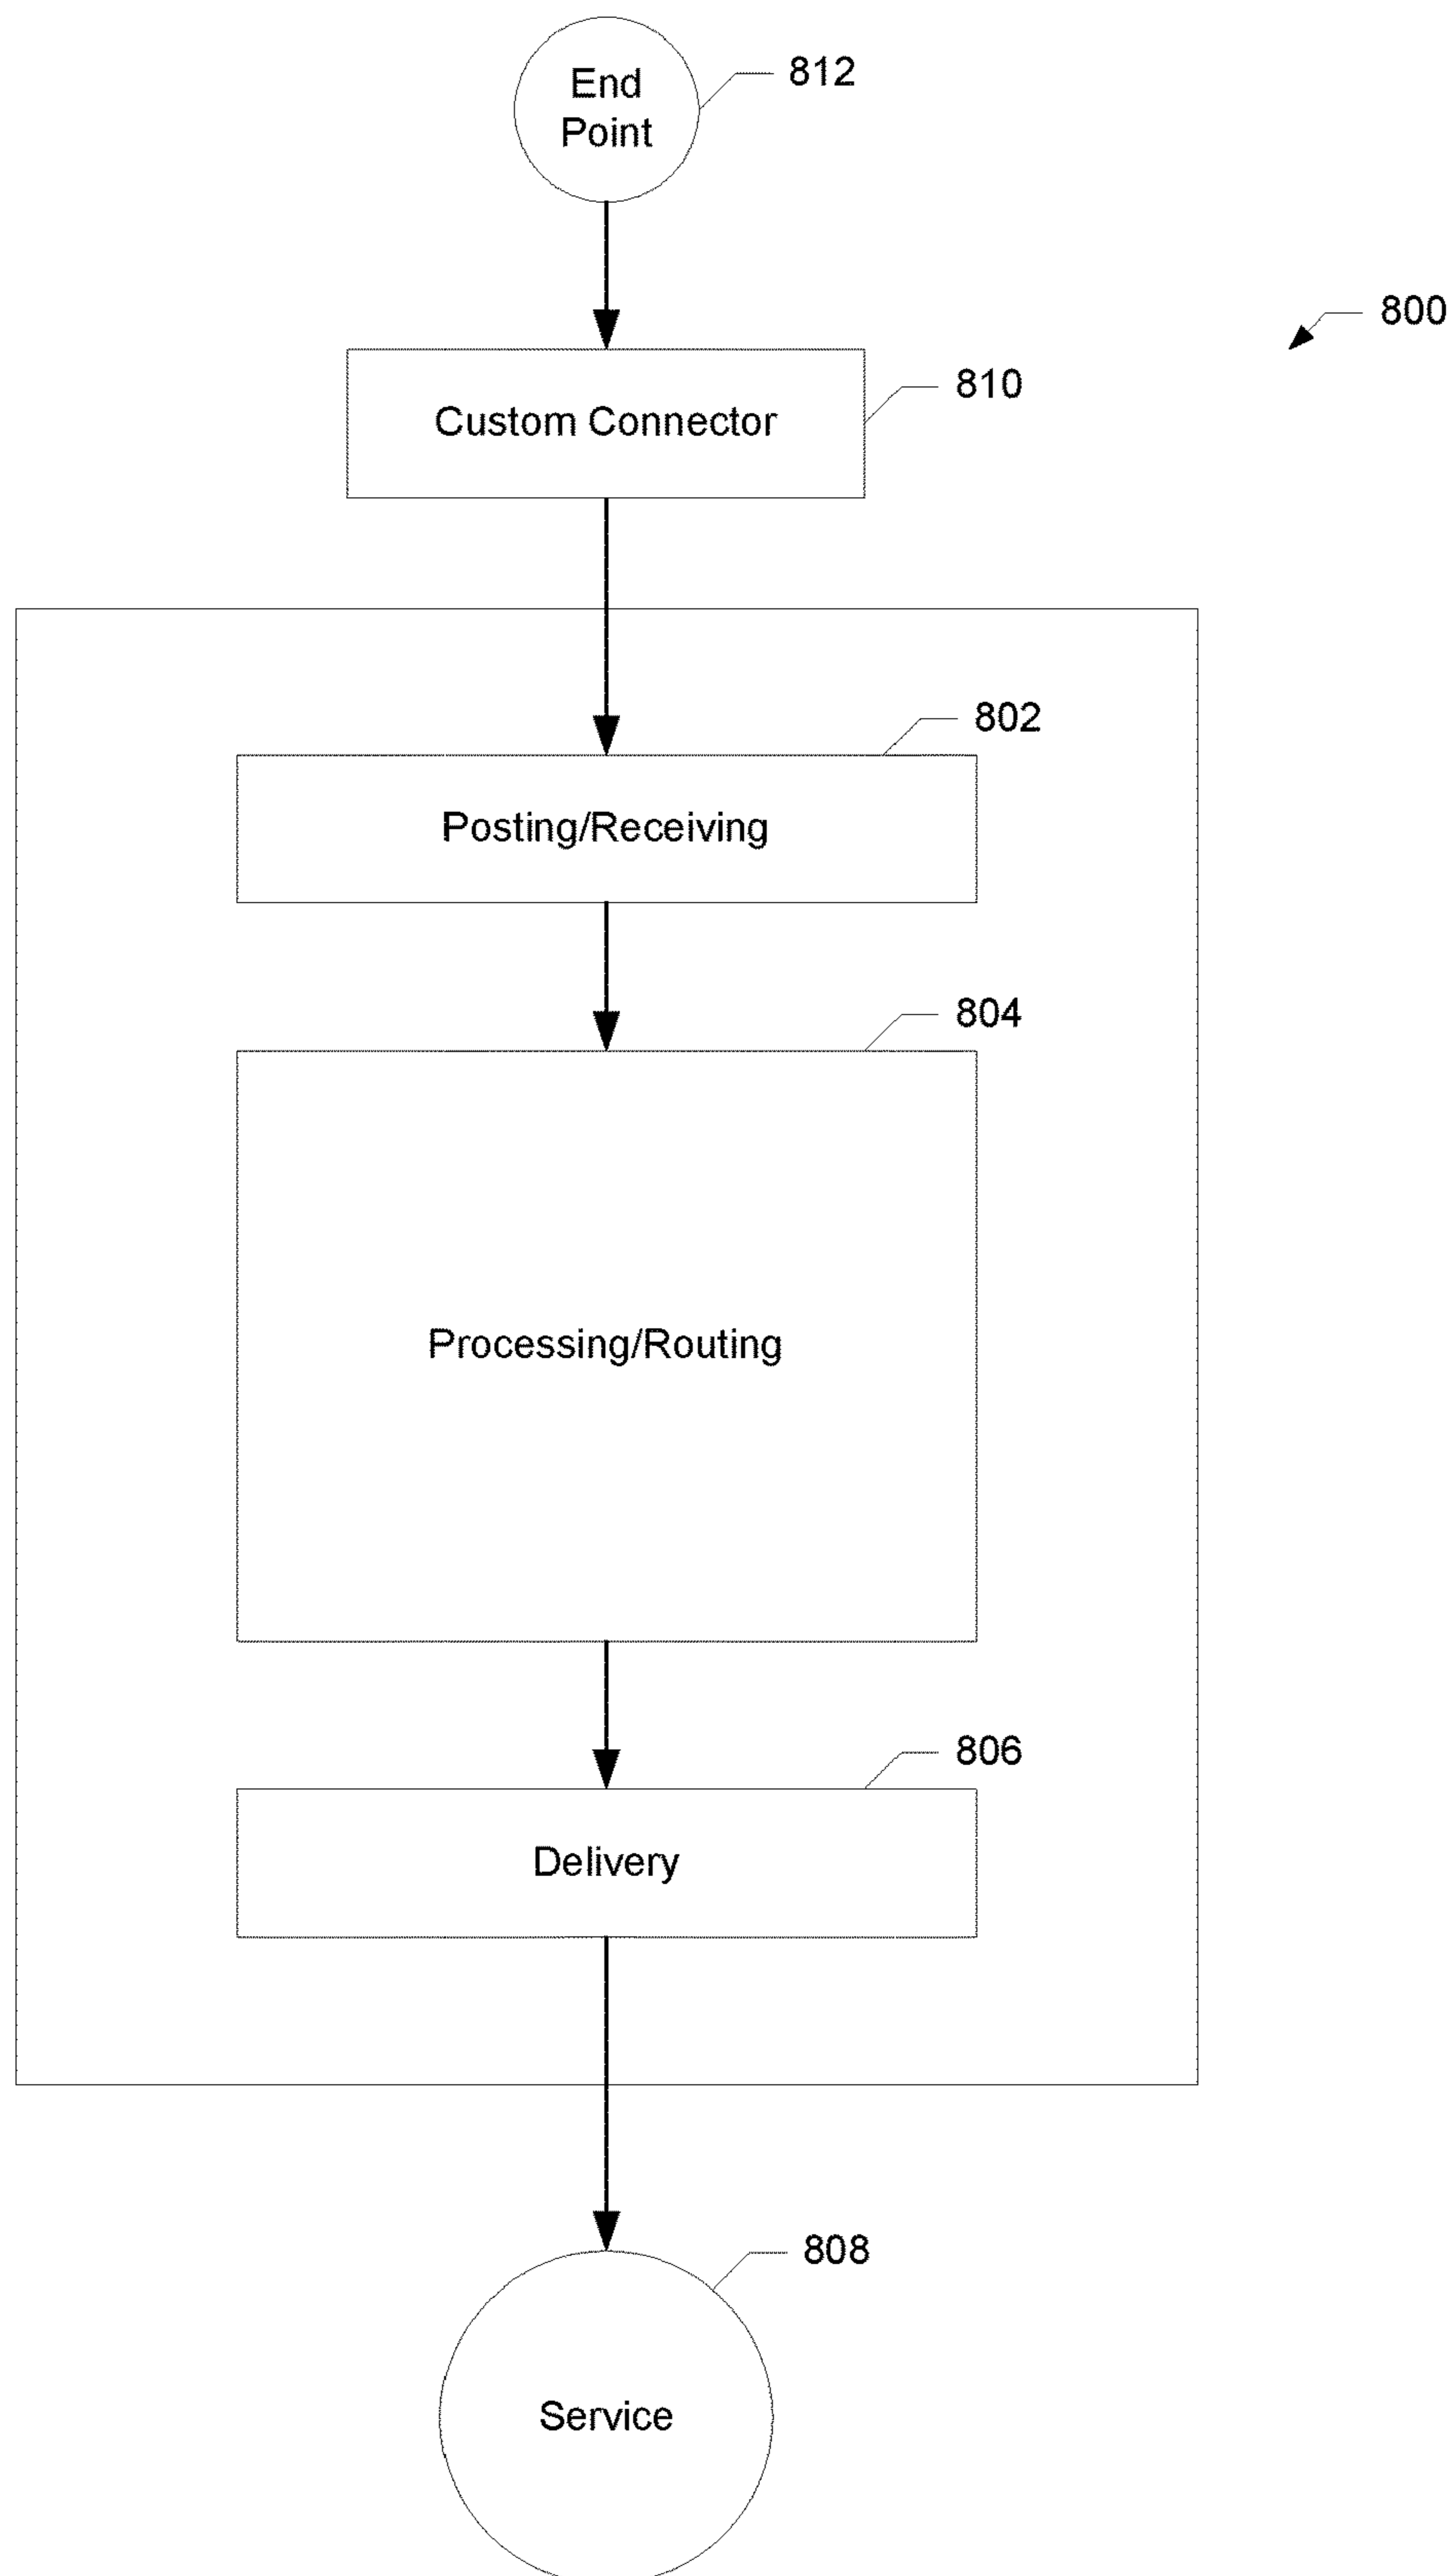 End
Point
812
800
810
Custom Connector
802
Posting/Receiving
804
Processing/Routing
806
Delivery
808
Service